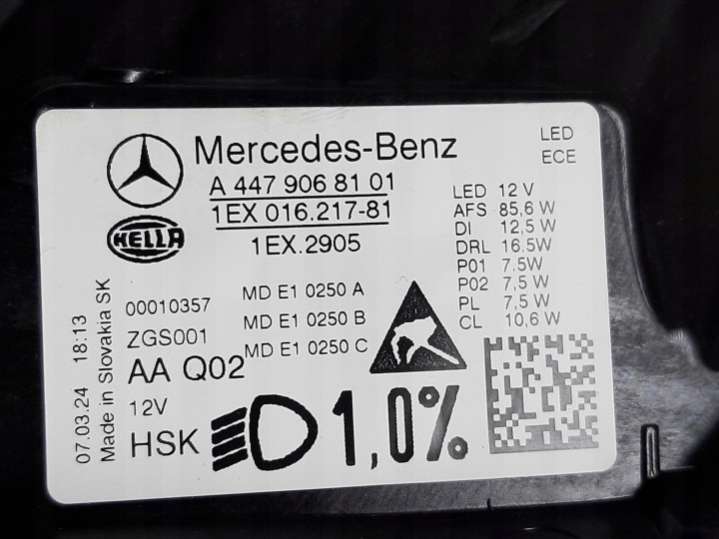 Mercedes-Benz
LED
ECE
A 447 906 81 01
1EX 016.217-81
HELLA
1EX.2905
LED 12 V
AFS 85,6 W
DI 12,5 W
DRL 16.5W
P01 7.5W
P02 7,5 W
PL 7,5 W
CL 10,6 W
00010357
ZGS001
AA Q02
12V
HSK
MD E1 0250 A
MD E1 0250 B
MD E1 0250 C
1,0%
07.03.24 18:13
Made in Slovakia SK